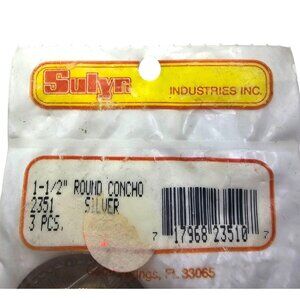 Sulyn
INDUSTRIES INC.
1-1/2" ROUND CONCHO
2351 SILVER
3 PCS.
7 17968 23510 7
ings, FL 33065